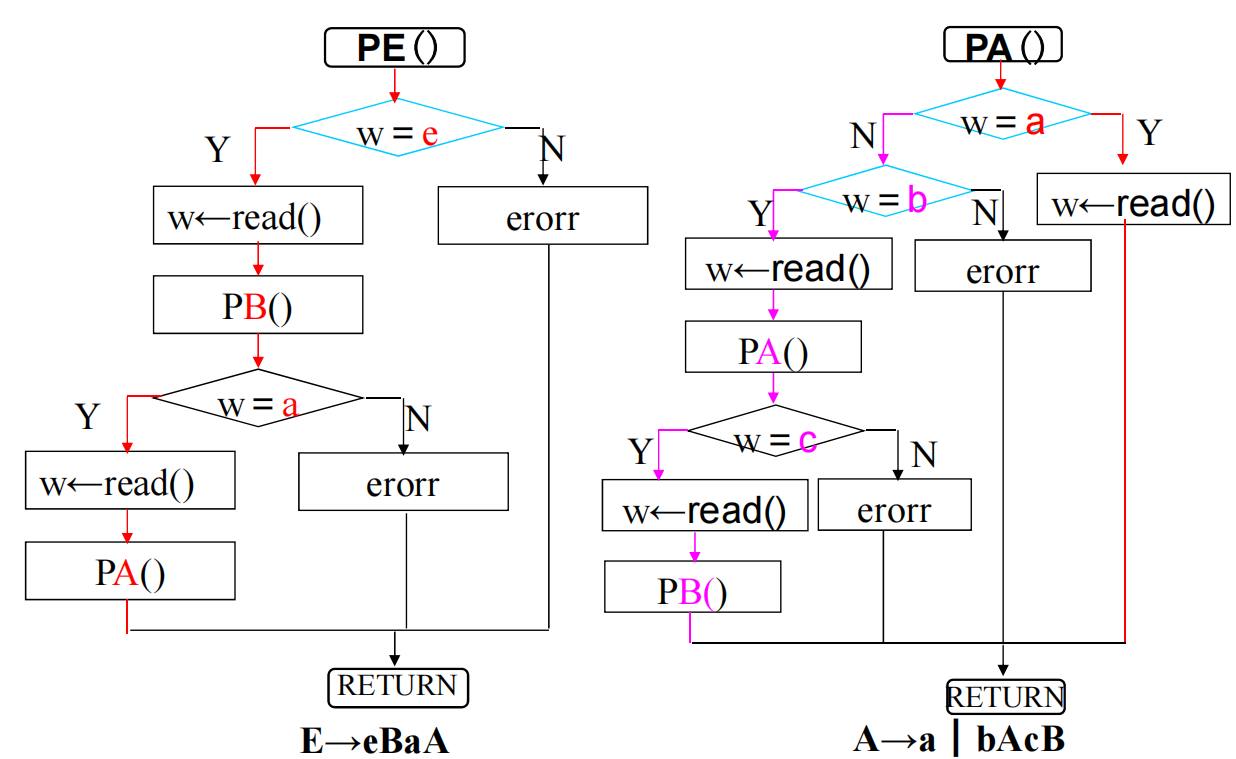 PE()
w = e
Y
N
w←read()
erorr
PB()
w = a
Y
N
w←read()
erorr
PA()
RETURN
E→eBaA
PA()
w = a
N
Y
w = b
w←read()
Y
N
w←read()
erorr
PA()
w = c
Y
N
w←read()
erorr
PB()
RETURN
A→a | bAcB